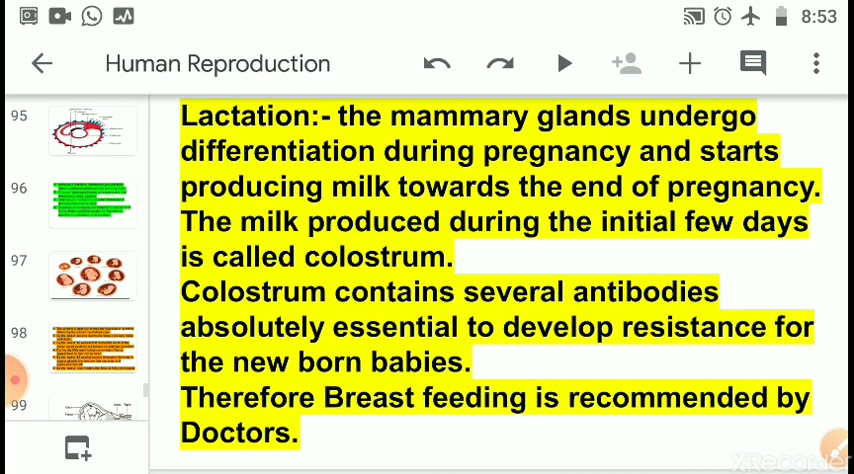 8:53
Human Reproduction
95
96
97
98
99
Lactation:- the mammary glands undergo
differentiation during pregnancy and starts
producing milk towards the end of pregnancy.
The milk produced during the initial few days
is called colostrum.
Colostrum contains several antibodies
absolutely essential to develop resistance for
the new born babies.
Therefore Breast feeding is recommended by
Doctors.
XRecorder